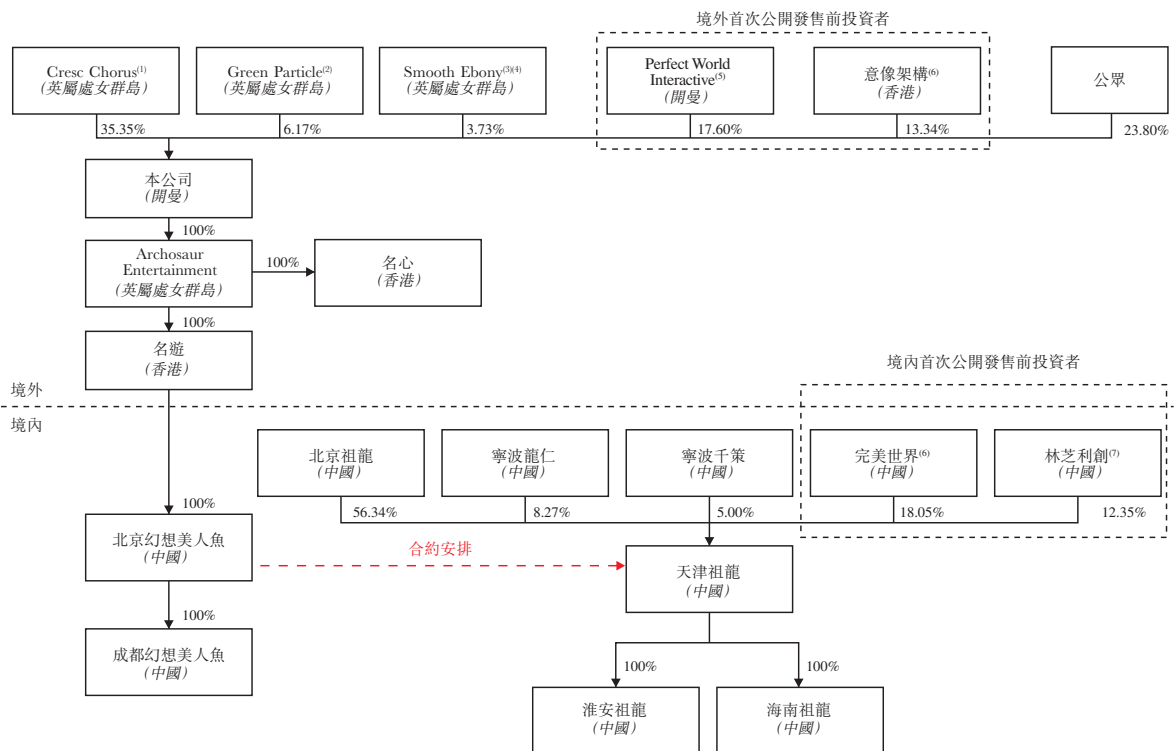 境外首次公開發售前投資者
Cresc Chorus(1)
(英屬處女群島)
Green Particle(2)
(英屬處女群島)
Smooth Ebony(3)(4)
(英屬處女群島)
Perfect World
Interactive(5)
(開曼)
意像架構(6)
(香港)
公眾
35.35%
6.17%
3.73%
17.60%
13.34%
23.80%
本公司
(開曼)
100%
Archosaur
Entertainment
(英屬處女群島)
100%
名心
(香港)
100%
名遊
(香港)
境內首次公開發售前投資者
境外
境內
北京祖龍
(中國)
寧波龍仁
(中國)
寧波千策
(中國)
完美世界(6)
(中國)
林芝利創(7)
(中國)
100%
56.34%
8.27%
5.00%
18.05%
12.35%
北京幻想美人魚
(中國)
合約安排
天津祖龍
(中國)
100%
成都幻想美人魚
(中國)
100%
100%
淮安祖龍
(中國)
海南祖龍
(中國)